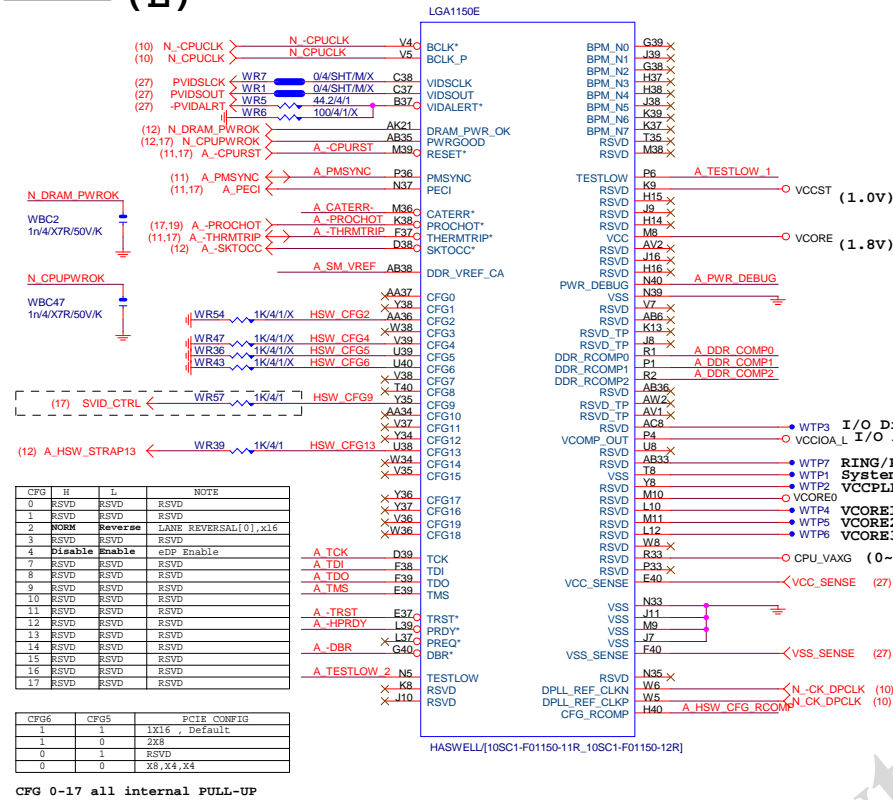 (E)
LGA1150E
(10) N_-CPUCLK N_-CPUCLK V4 BCLK* BPM_N0 G39
(10) N_CPUCLK N_CPUCLK V5 BCLK_P BPM_N1 J39
BPM_N2 G38
(27) PVIDSLCK WR7 0/4/SHT/M/X C38 VIDSCLK BPM_N3 H37
(27) PVIDSOUT WR1 0/4/SHT/M/X C37 VIDSOUT BPM_N4 H38
(27) -PVIDALRT WR5 44.2/4/1 B37 VIDALERT* BPM_N5 J38
WR6 100/4/1/X BPM_N6 K39
(12) N_DRAM_PWROK AK21 DRAM_PWR_OK BPM_N7 K37
(12,17) N_CPUPWROK AB35 PWRGOOD RSVD T35
(11,17) A_-CPURST A_-CPURST M39 RESET* RSVD M38
(11) A_PMSYNC A_PMSYNC P36 PMSYNC TESTLOW P6 A_TESTLOW_1
(11,17) A_PECI N37 PECI RSVD K9 VCCST (1.0V)
N_DRAM_PWROK
RSVD H15
A_CATERR- M36 CATERR* RSVD J9
(17,19) A_-PROCHOT A_-PROCHOT K38 PROCHOT* RSVD H14
(11,17) A_-THRMTRIP A_-THRMTRIP F37 THERMTRIP* VCC M8 VCORE (1.8V)
(12) A_-SKTOCC D38 SKTOCC* RSVD AV2
WBC2
1n/4/X7R/50V/K
RSVD J16
A_SM_VREF AB38 DDR_VREF_CA RSVD H16
N_CPUPWROK
PWR_DEBUG N40 A_PWR_DEBUG
AA37 CFG0 VSS N39
Y38 CFG1 RSVD V7
WBC47
1n/4/X7R/50V/K
WR54 1K/4/1/X HSW_CFG2 AA36 CFG2 RSVD AB6
W38 CFG3 RSVD_TP K13
WR47 1K/4/1/X HSW_CFG4 V39 CFG4 RSVD J8
WR36 1K/4/1/X HSW_CFG5 U39 CFG5 DDR_RCOMP0 R1 A_DDR_COMP0
WR43 1K/4/1/X HSW_CFG6 U40 CFG6 DDR_RCOMP1 P1 A_DDR_COMP1
V38 CFG7 DDR_RCOMP2 R2 A_DDR_COMP2
T40 CFG8 RSVD AB36
(17) SVID_CTRL WR57 1K/4/1 HSW_CFG9 Y35 CFG9 RSVD_TP AW2
AA34 CFG10 RSVD_TP AV1
V37 CFG11 RSVD AC8 WTP3 I/O Di
Y34 CFG12 VCOMP_OUT P4 VCCIOA_L I/O
(12) A_HSW_STRAP13 WR39 1K/4/1 HSW_CFG13 U38 CFG13 RSVD U8
W34 CFG14 RSVD AB33 WTP7 RING/
V35 CFG15 VSS T8 WTP1 System
RSVD Y8 WTP2 VCCPLL
Y36 CFG17 RSVD M10 VCORE0
Y37 CFG16 RSVD L10 WTP4 VCORE
V36 CFG19 RSVD M11 WTP5 VCORE2
W36 CFG18 RSVD L12 WTP6 VCORE3
RSVD W8
A_TCK D39 TCK RSVD R33 CPU_VAXG (0~
A_TDI F38 TDI RSVD P33
A_TDO F39 TDO VCC_SENSE E40 VCC_SENSE (27)
A_TMS E39 TMS
VSS N33
A_-TRST E37 TRST* VSS J11
A_-HPRDY L39 PRDY* VSS M9
L37 PREQ* VSS J7
A_-DBR G40 DBR* VSS_SENSE F40 VSS_SENSE (27)
A_TESTLOW_2 N5 TESTLOW RSVD N35
K8 RSVD DPLL_REF_CLKN W6 N_-CK_DPCLK (10)
J10 RSVD DPLL_REF_CLKP W5 N_CK_DPCLK (10)
CFG_RCOMP H40 A_HSW_CFG_RCOMP
HASWELL/[10SC1-F01150-11R_10SC1-F01150-12R]
CFG H L NOTE
0 RSVD RSVD RSVD
1 RSVD RSVD RSVD
2 NORM Reverse LANE REVERSAL[0],x16
3 RSVD RSVD RSVD
4 Disable Enable eDP Enable
7 RSVD RSVD RSVD
8 RSVD RSVD RSVD
9 RSVD RSVD RSVD
10 RSVD RSVD RSVD
11 RSVD RSVD RSVD
12 RSVD RSVD RSVD
13 RSVD RSVD RSVD
14 RSVD RSVD RSVD
15 RSVD RSVD RSVD
16 RSVD RSVD RSVD
17 RSVD RSVD RSVD
CFG6 CFG5 PCIE CONFIG
1 1 1X16 , Default
1 0 2X8
0 1 RSVD
0 0 X8,X4,X4
CFG 0-17 all internal PULL-UP